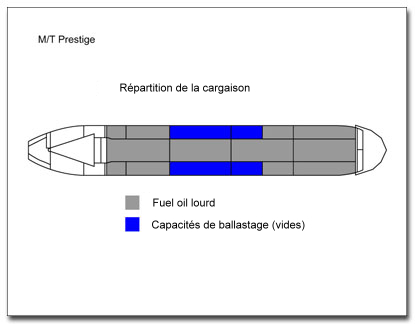 M/T Prestige
Répartition de la cargaison
Fuel oil lourd
Capacités de ballastage (vides)